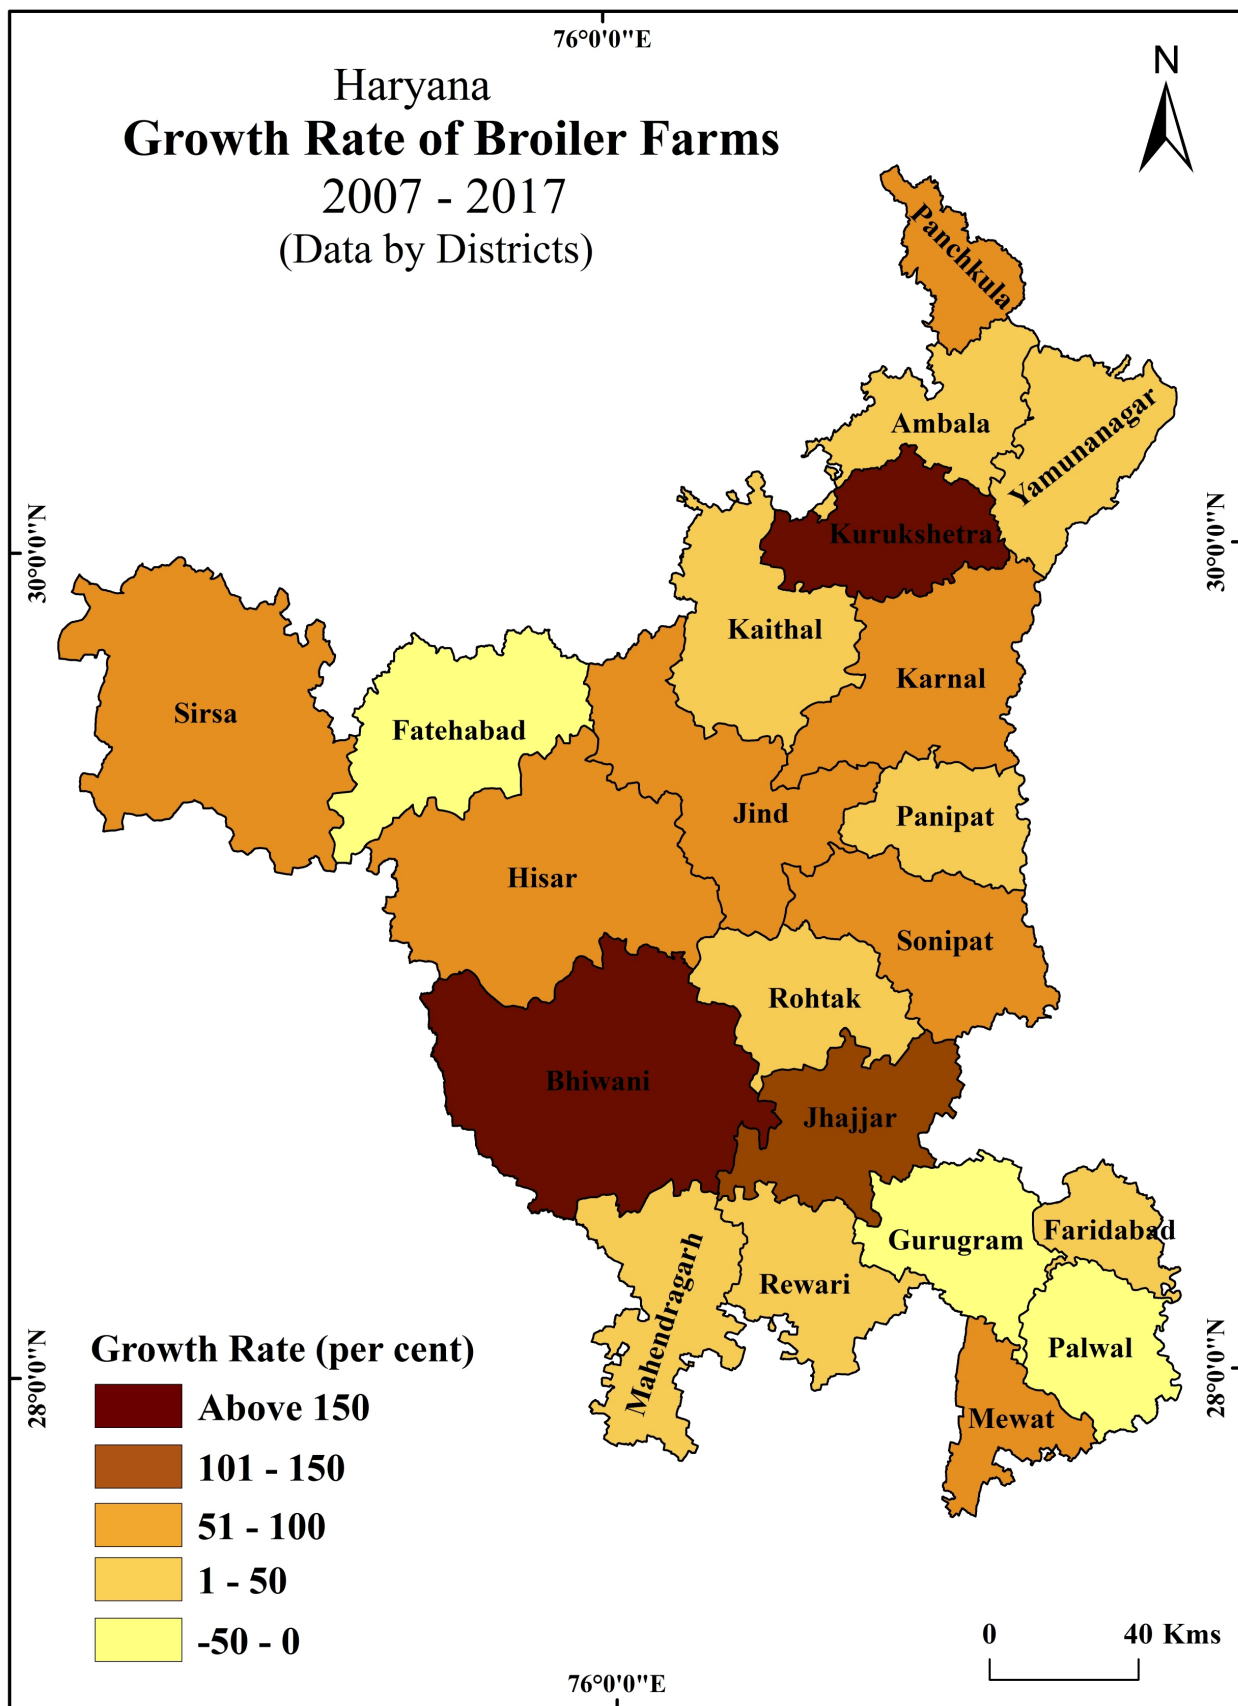 76°0'0"E
N
Haryana
Growth Rate of Broiler Farms
2007 - 2017
(Data by Districts)
Panchkula
Ambala
Yamunanagar
30°0'0"N
30°0'0"N
Kurukshetra
Kaithal
Karnal
Sirsa
Fatehabad
Jind
Panipat
Hisar
Sonipat
Rohtak
Bhiwani
Jhajjar
Gurugram
Faridabad
Mahendragarh
Rewari
Palwal
Mewat
28°0'0"N
28°0'0"N
Growth Rate (per cent)
Above 150
101 - 150
51 - 100
1 - 50
-50 - 0
0 40 Kms
76°0'0"E